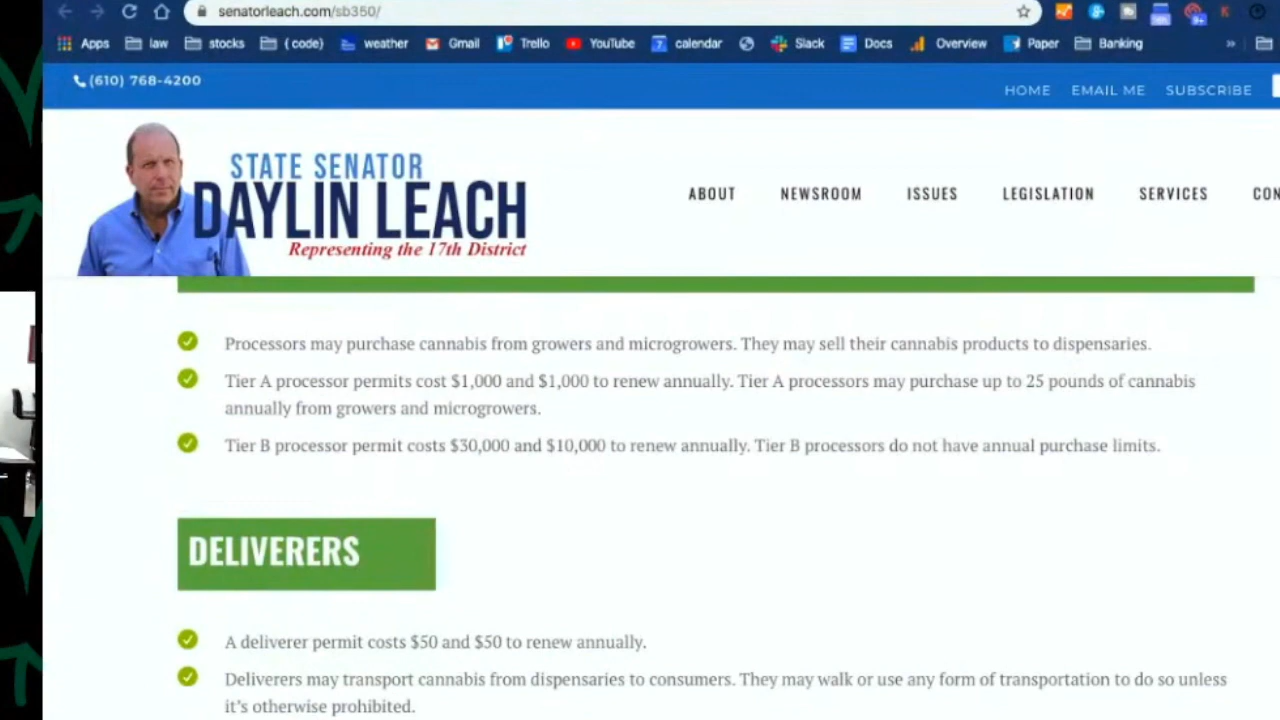 senatorleach.com/sb350/
Apps law stocks (code) weather Gmail Trello YouTube calendar Slack Docs Overview Paper Banking »
(610) 768-4200
HOME EMAIL ME SUBSCRIBE
STATE SENATOR
DAYLIN LEACH
Representing the 17th District
ABOUT NEWSROOM ISSUES LEGISLATION SERVICES CON
Processors may purchase cannabis from growers and microgrowers. They may sell their cannabis products to dispensaries.
Tier A processor permits cost $1,000 and $1,000 to renew annually. Tier A processors may purchase up to 25 pounds of cannabis
annually from growers and microgrowers.
Tier B processor permit costs $30,000 and $10,000 to renew annually. Tier B processors do not have annual purchase limits.
DELIVERERS
A deliverer permit costs $50 and $50 to renew annually.
Deliverers may transport cannabis from dispensaries to consumers. They may walk or use any form of transportation to do so unless
it's otherwise prohibited.